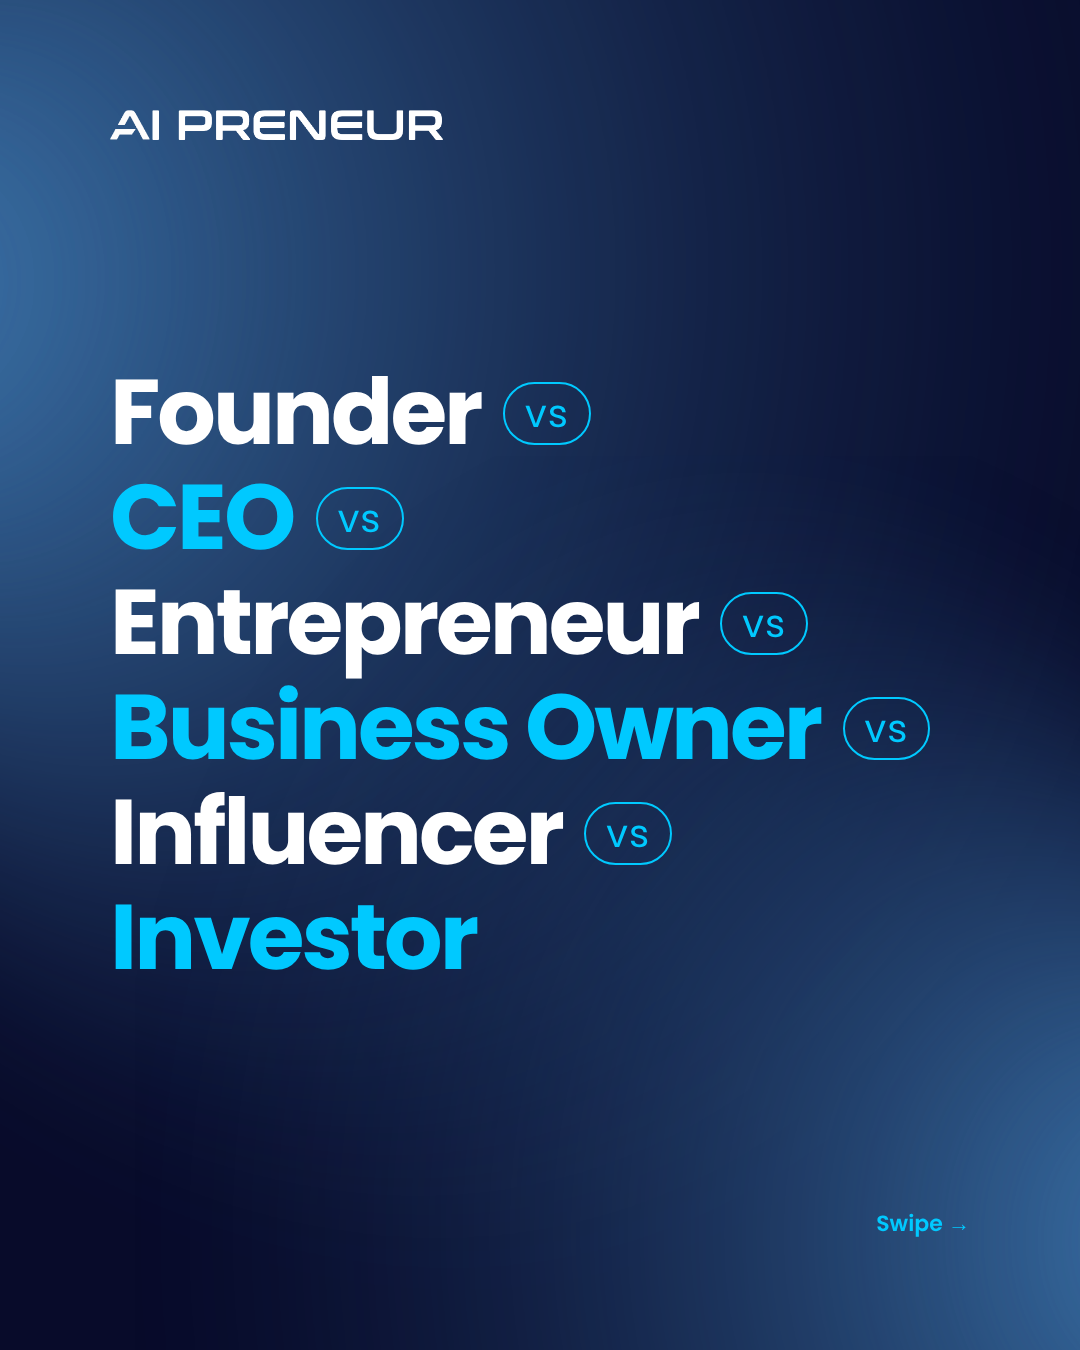 AI PRENEUR
Founder vs
CEO vs
Entrepreneur vs
Business Owner vs
Influencer vs
Investor
Swipe →